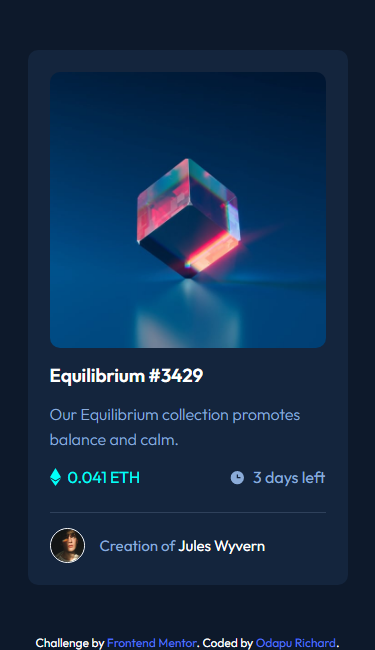 Equilibrium #3429
Our Equilibrium collection promotes
balance and calm.
0.041 ETH
3 days left
Creation of Jules Wyvern
Challenge by Frontend Mentor. Coded by Odapu Richard.